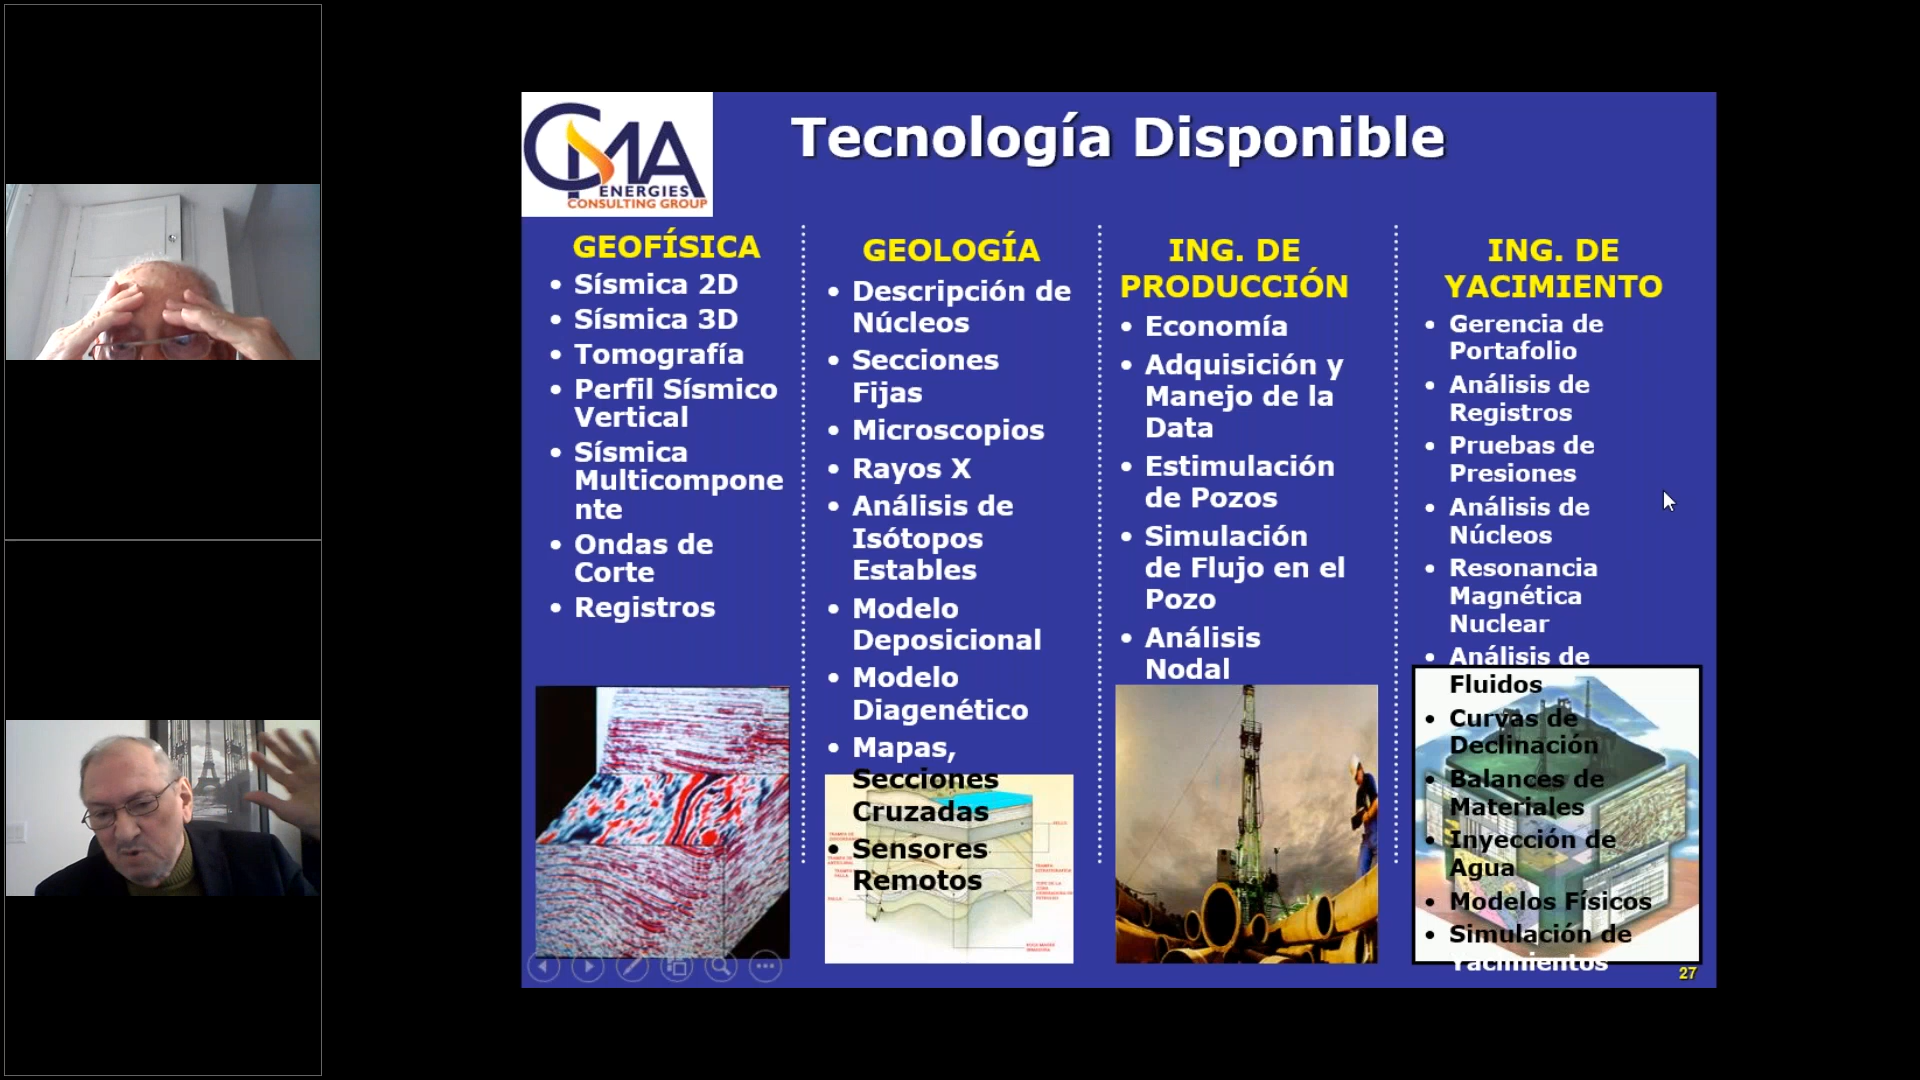 CMA
ENERGIES
CONSULTING GROUP
Tecnología Disponible
GEOFÍSICA
• Sísmica 2D
• Sísmica 3D
• Tomografía
• Perfil Sísmico
Vertical
• Sísmica
Multicompone
nte
• Ondas de
Corte
• Registros
GEOLOGÍA
• Descripción de
Núcleos
• Secciones
Fijas
• Microscopios
• Rayos X
• Análisis de
Isótopos
Estables
• Modelo
Deposicional
• Modelo
Diagenético
• Mapas,
Secciones
Cruzadas
• Sensores
Remotos
ING. DE
PRODUCCIÓN
• Economía
• Adquisición y
Manejo de la
Data
• Estimulación
de Pozos
• Simulación
de Flujo en el
Pozo
• Análisis
Nodal
ING. DE
YACIMIENTO
• Gerencia de
Portafolio
• Análisis de
Registros
• Pruebas de
Presiones
• Análisis de
Núcleos
• Resonancia
Magnética
Nuclear
• Análisis de
Fluidos
• Curvas de
Declinación
• Balances de
Materiales
• Inyección de
Agua
• Modelos Físicos
• Simulación de
Yacimientos
27